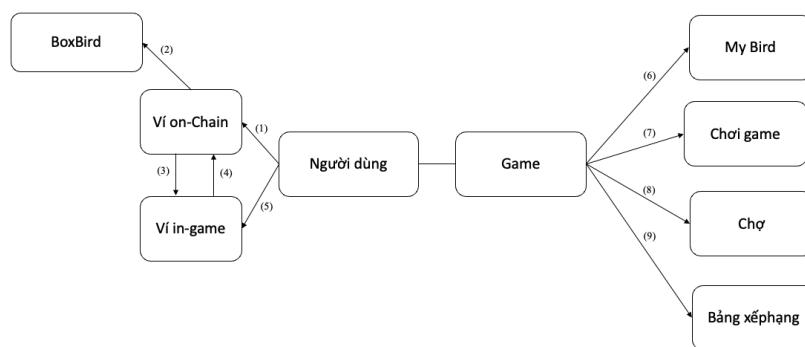 BoxBird
(2)
My Bird
(6)
Ví on-Chain
(1)
Chơi game
(7)
Người dùng
Game
(3)
(4)
(5)
(8)
Ví in-game
Chợ
(9)
Bảng xếphạng